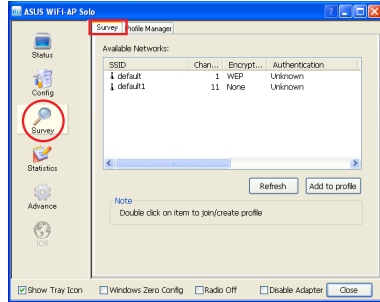 ASUS WiFi-AP Solo
Survey Profile Manager
Status
Config
Survey
Statistics
Advance
ICS
Available Networks:
SSID Chan... Encrypt... Authentication
default 1 WEP Unknown
default1 11 None Unknown
Refresh Add to profile
Note
Double click on item to join/create profile
Show Tray Icon Windows Zero Config Radio Off Disable Adapter Close